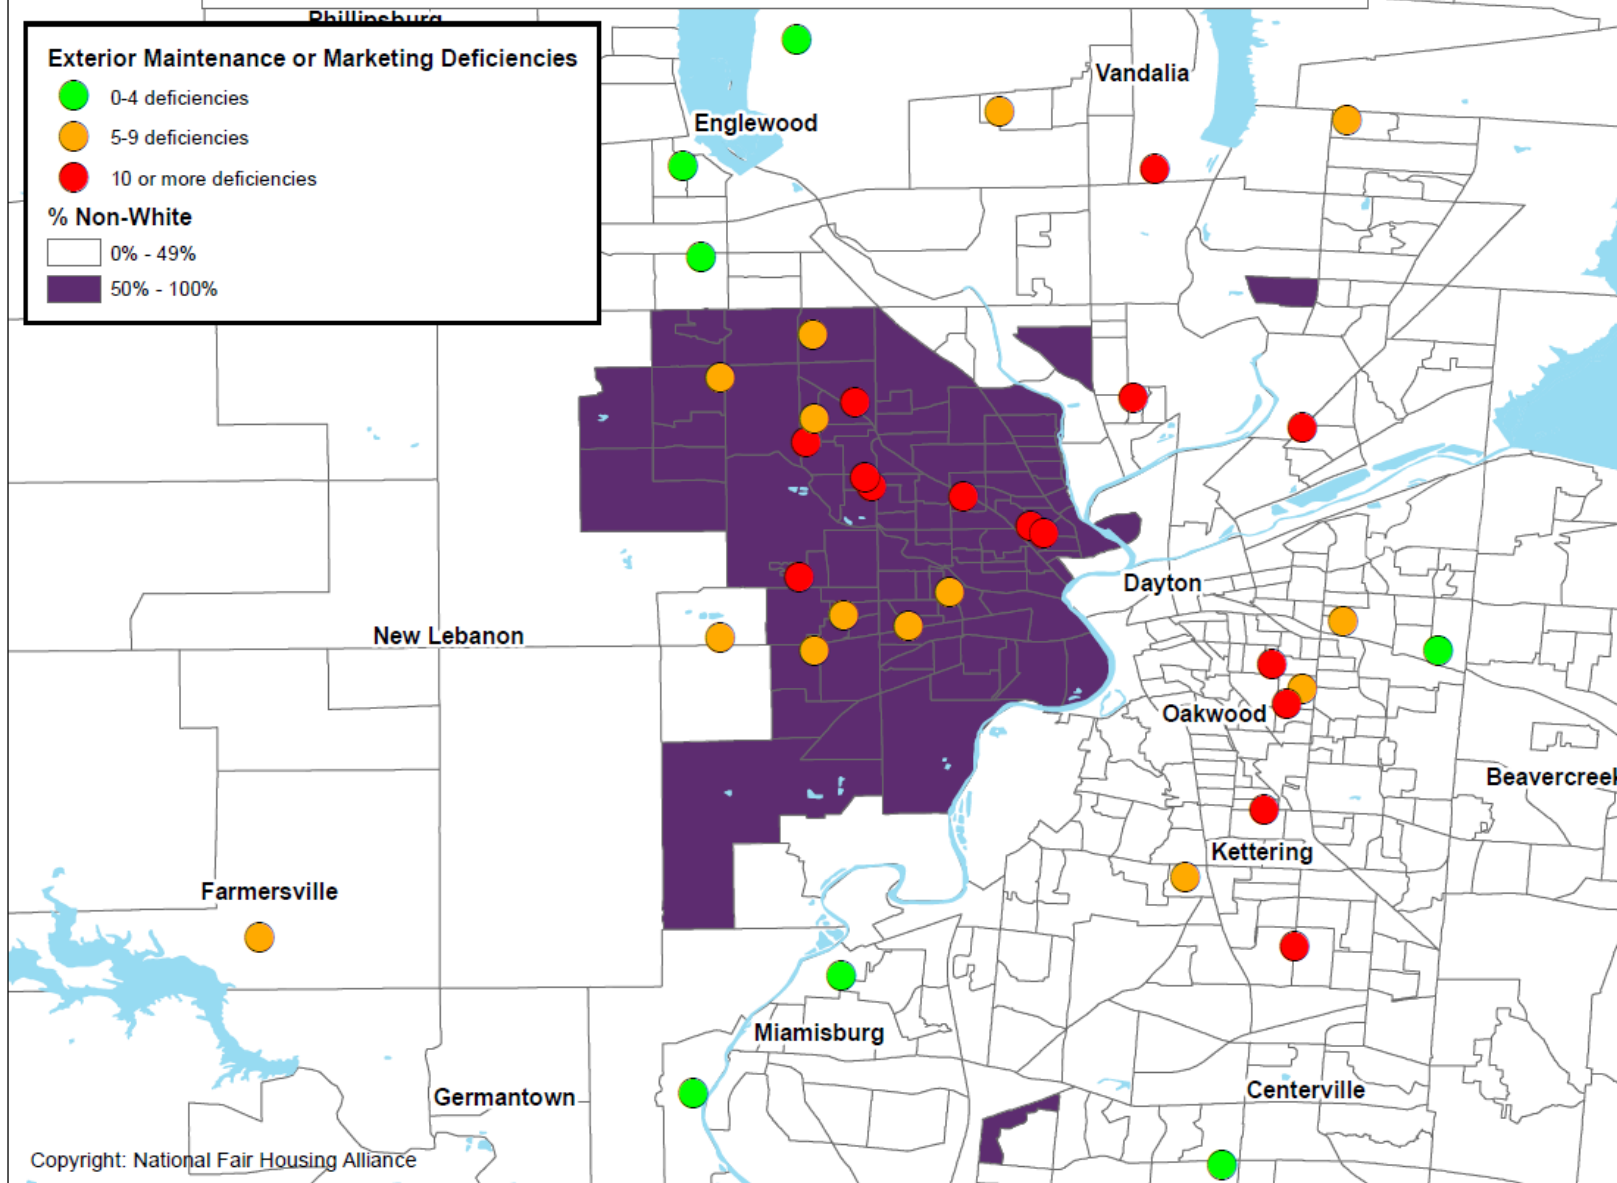 Phillipsburg
Exterior Maintenance or Marketing Deficiencies
0-4 deficiencies
5-9 deficiencies
10 or more deficiencies
% Non-White
0% - 49%
50% - 100%
Vandalia
Englewood
Dayton
New Lebanon
Oakwood
Beavercreek
Kettering
Farmersville
Miamisburg
Centerville
Germantown
Copyright: National Fair Housing Alliance